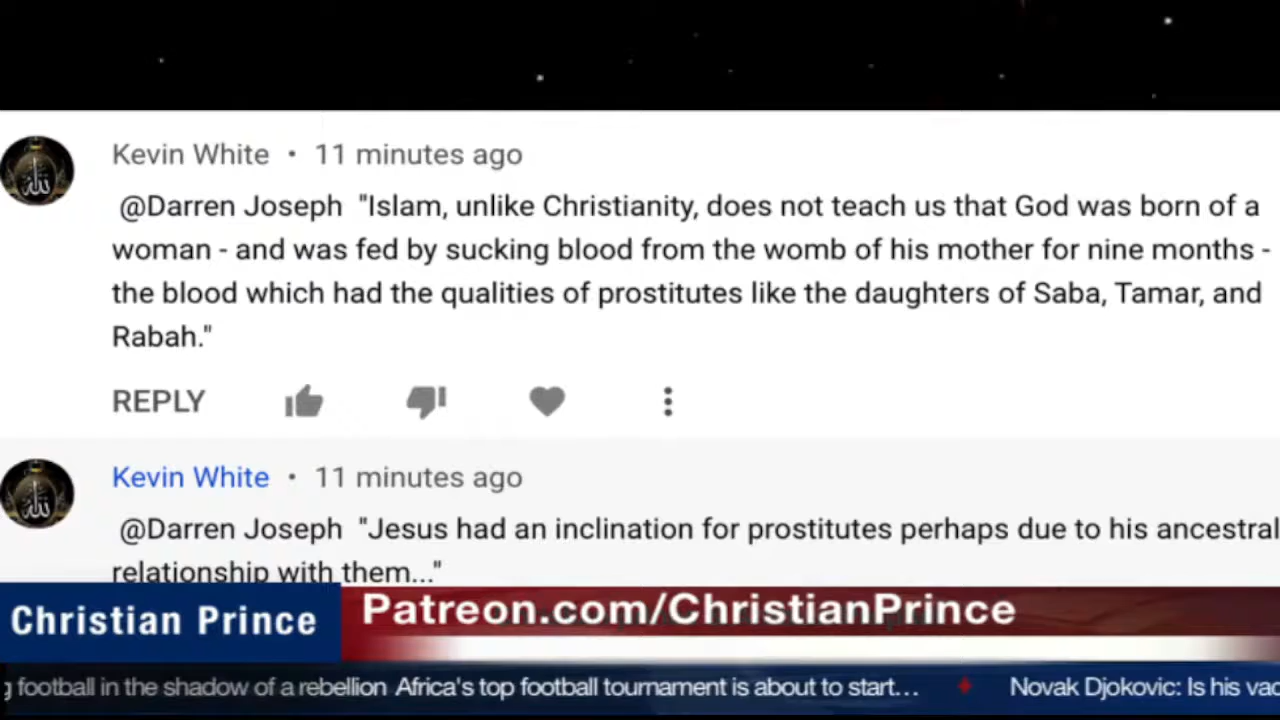 Kevin White • 11 minutes ago
@Darren Joseph "Islam, unlike Christianity, does not teach us that God was born of a
woman - and was fed by sucking blood from the womb of his mother for nine months -
the blood which had the qualities of prostitutes like the daughters of Saba, Tamar, and
Rabah."
REPLY
Kevin White • 11 minutes ago
@Darren Joseph "Jesus had an inclination for prostitutes perhaps due to his ancestral
relationship with them..."
Christian Prince
Patreon.com/ChristianPrince
football in the shadow of a rebellion Africa's top football tournament is about to start... Novak Djokovic: Is his